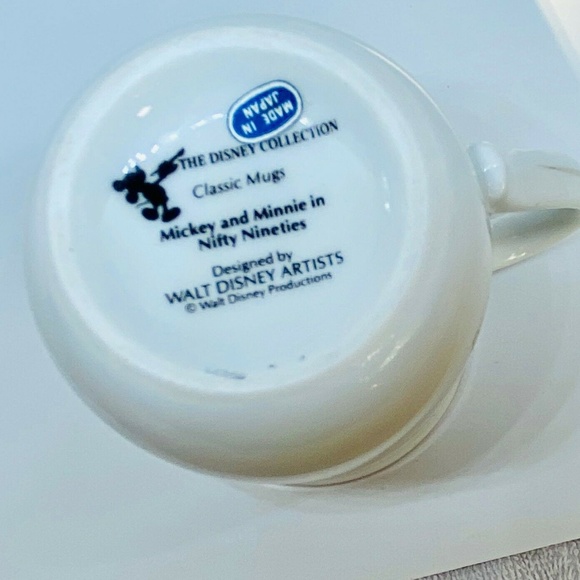 MADE IN
JAPAN
THE DISNEY COLLECTION
Classic Mugs
Mickey and Minnie in
Nifty Nineties
Designed by
WALT DISNEY ARTISTS
© Walt Disney Productions